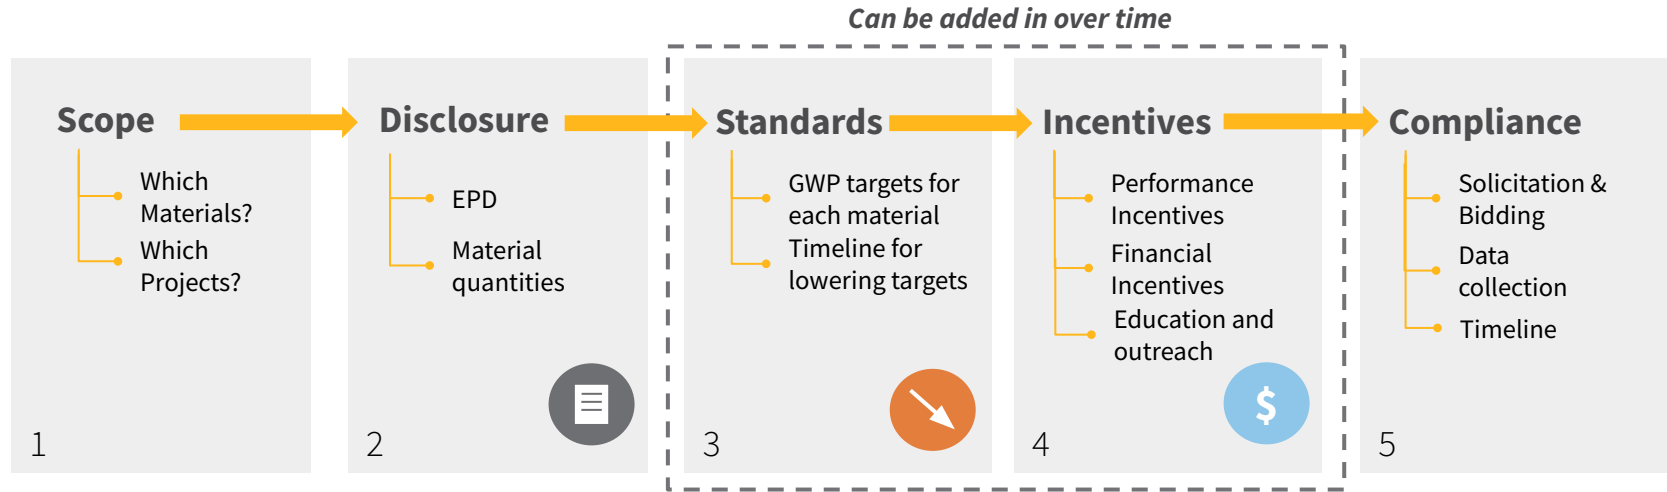 Can be added in over time
Scope
Which
Materials?
Which
Projects?
1
Disclosure
EPD
Material
quantities
2
Standards
GWP targets for
each material
Timeline for
lowering targets
3
Incentives
Performance
Incentives
Financial
Incentives
Education and
outreach
$
4
Compliance
Solicitation &
Bidding
Data
collection
Timeline
5